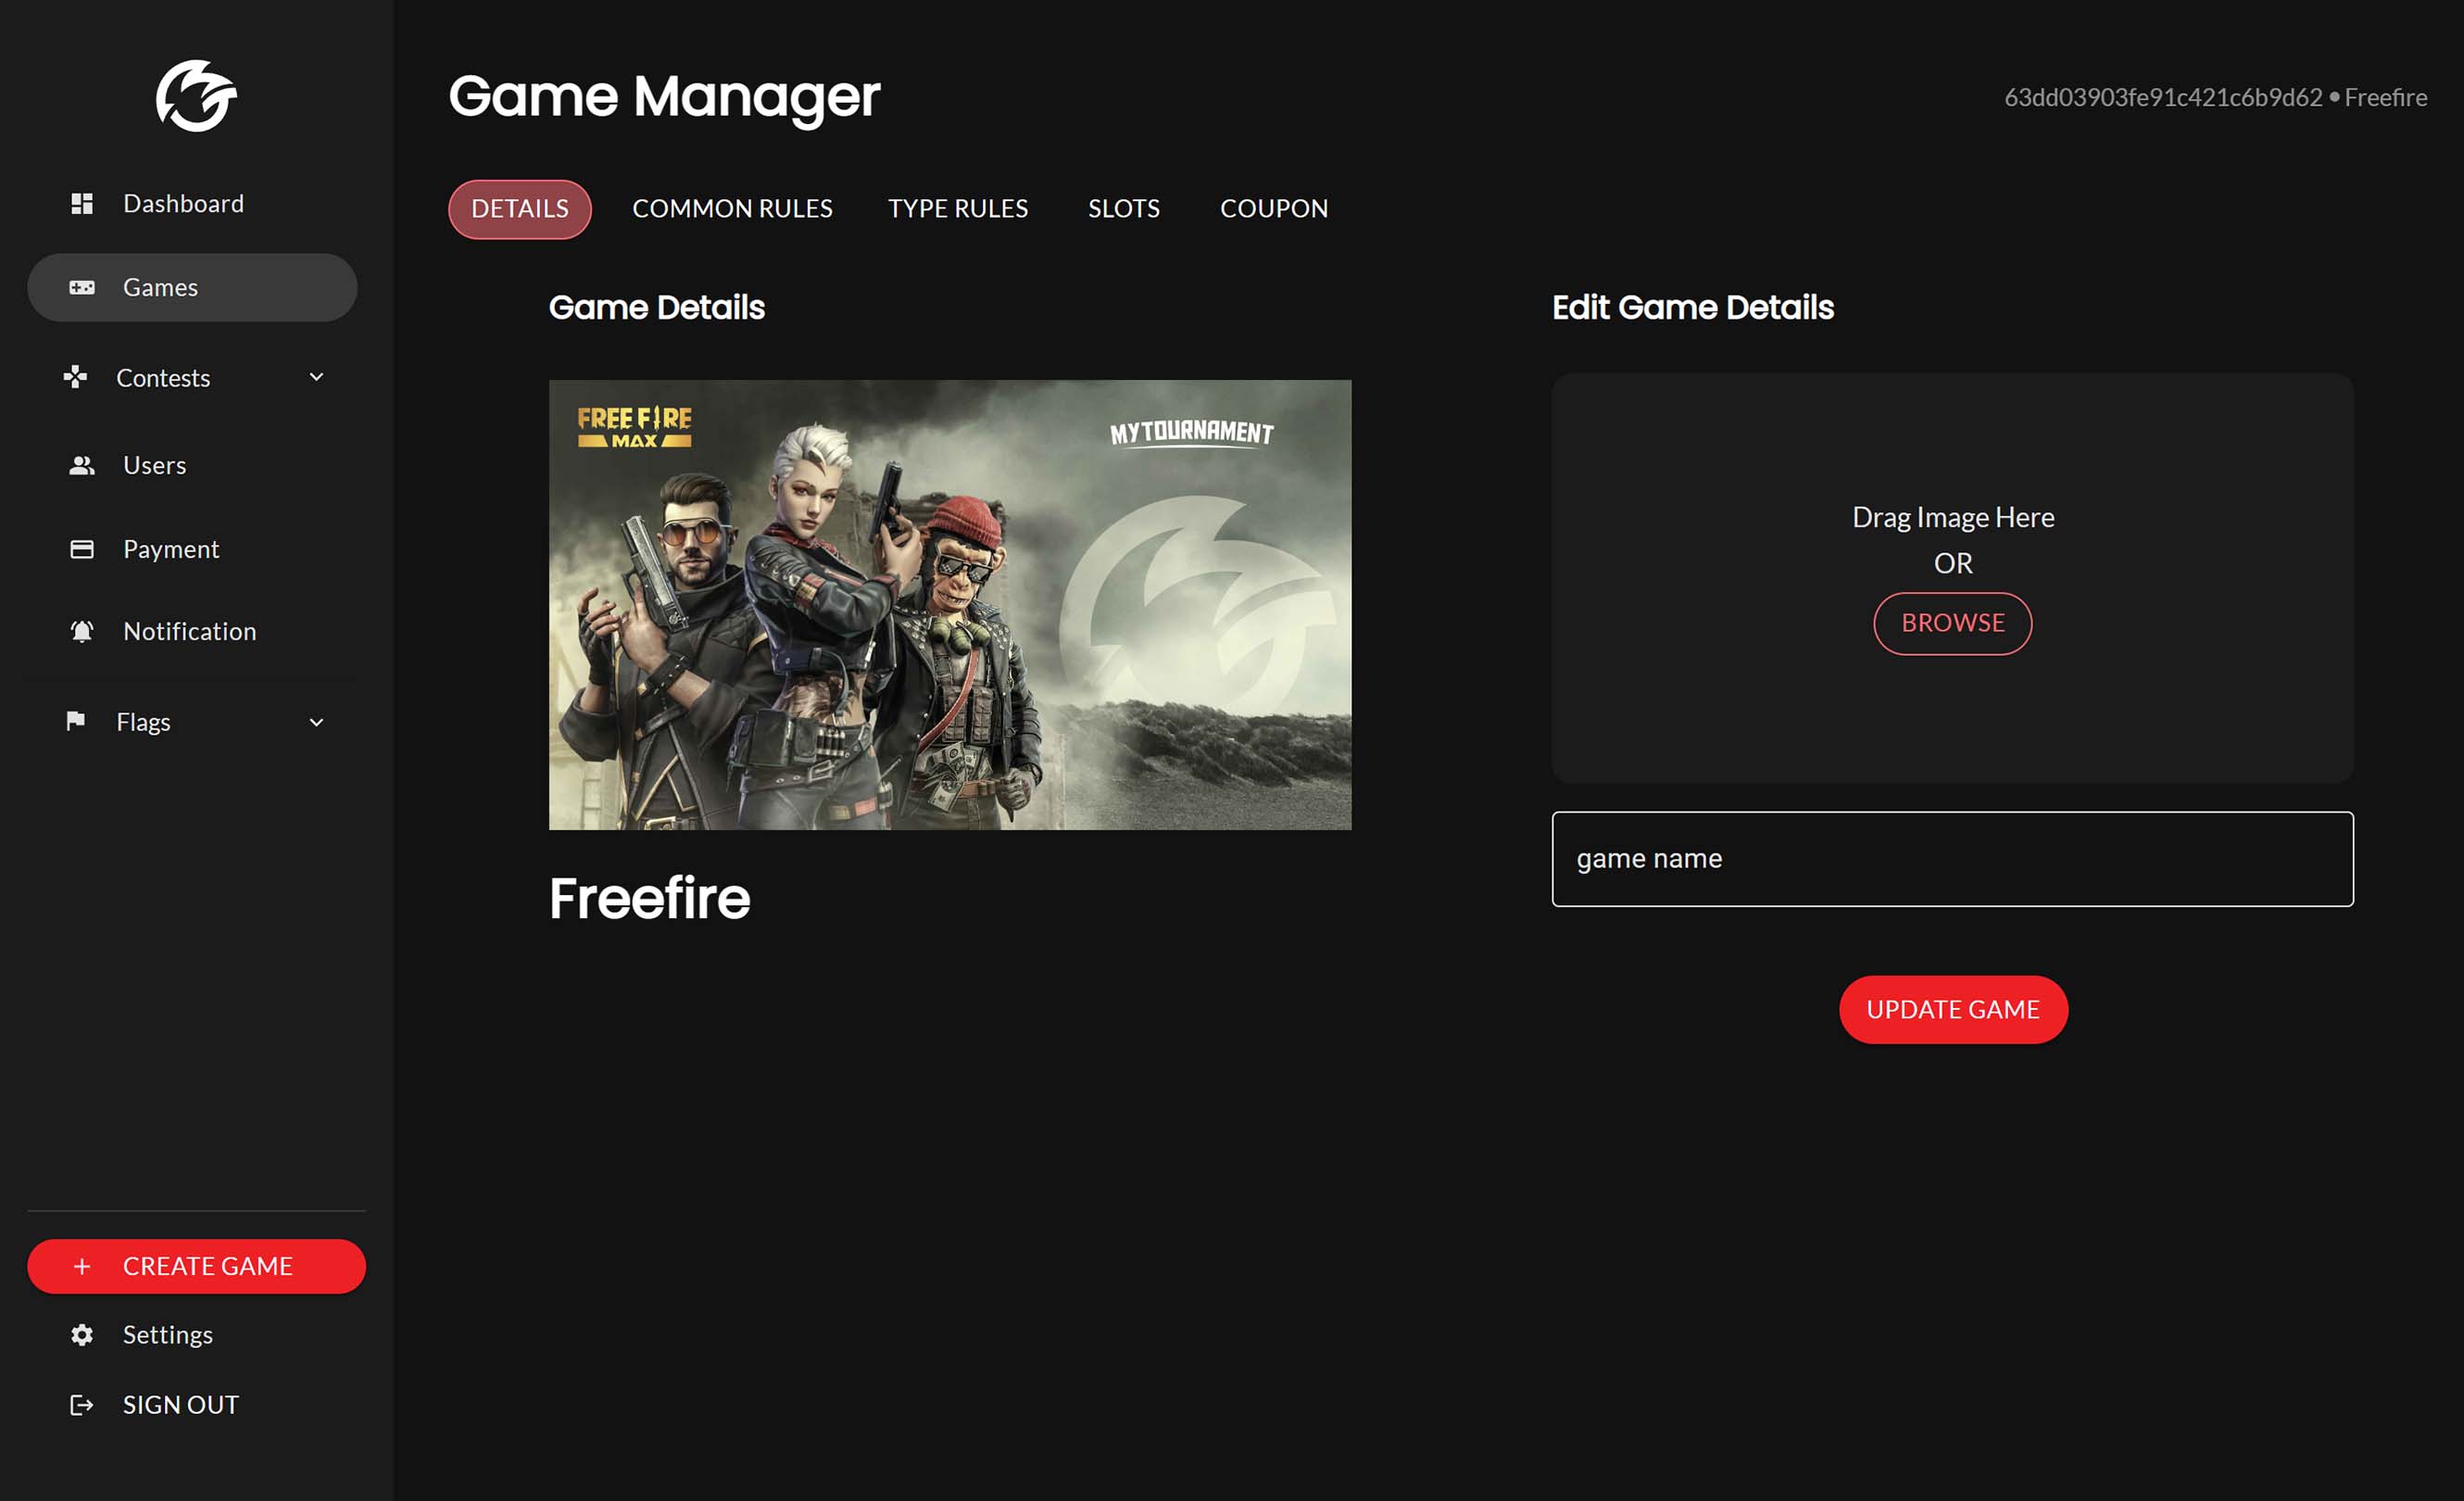 Game Manager
63dd03903fe91c421c6b9d62 • Freefire
Dashboard
Games
Contests
Users
Payment
Notification
Flags
CREATE GAME
Settings
SIGN OUT
DETAILS
COMMON RULES
TYPE RULES
SLOTS
COUPON
Game Details
FREE FIRE
MAX
MYTOURNAMENT
Freefire
Edit Game Details
Drag Image Here
OR
BROWSE
game name
UPDATE GAME